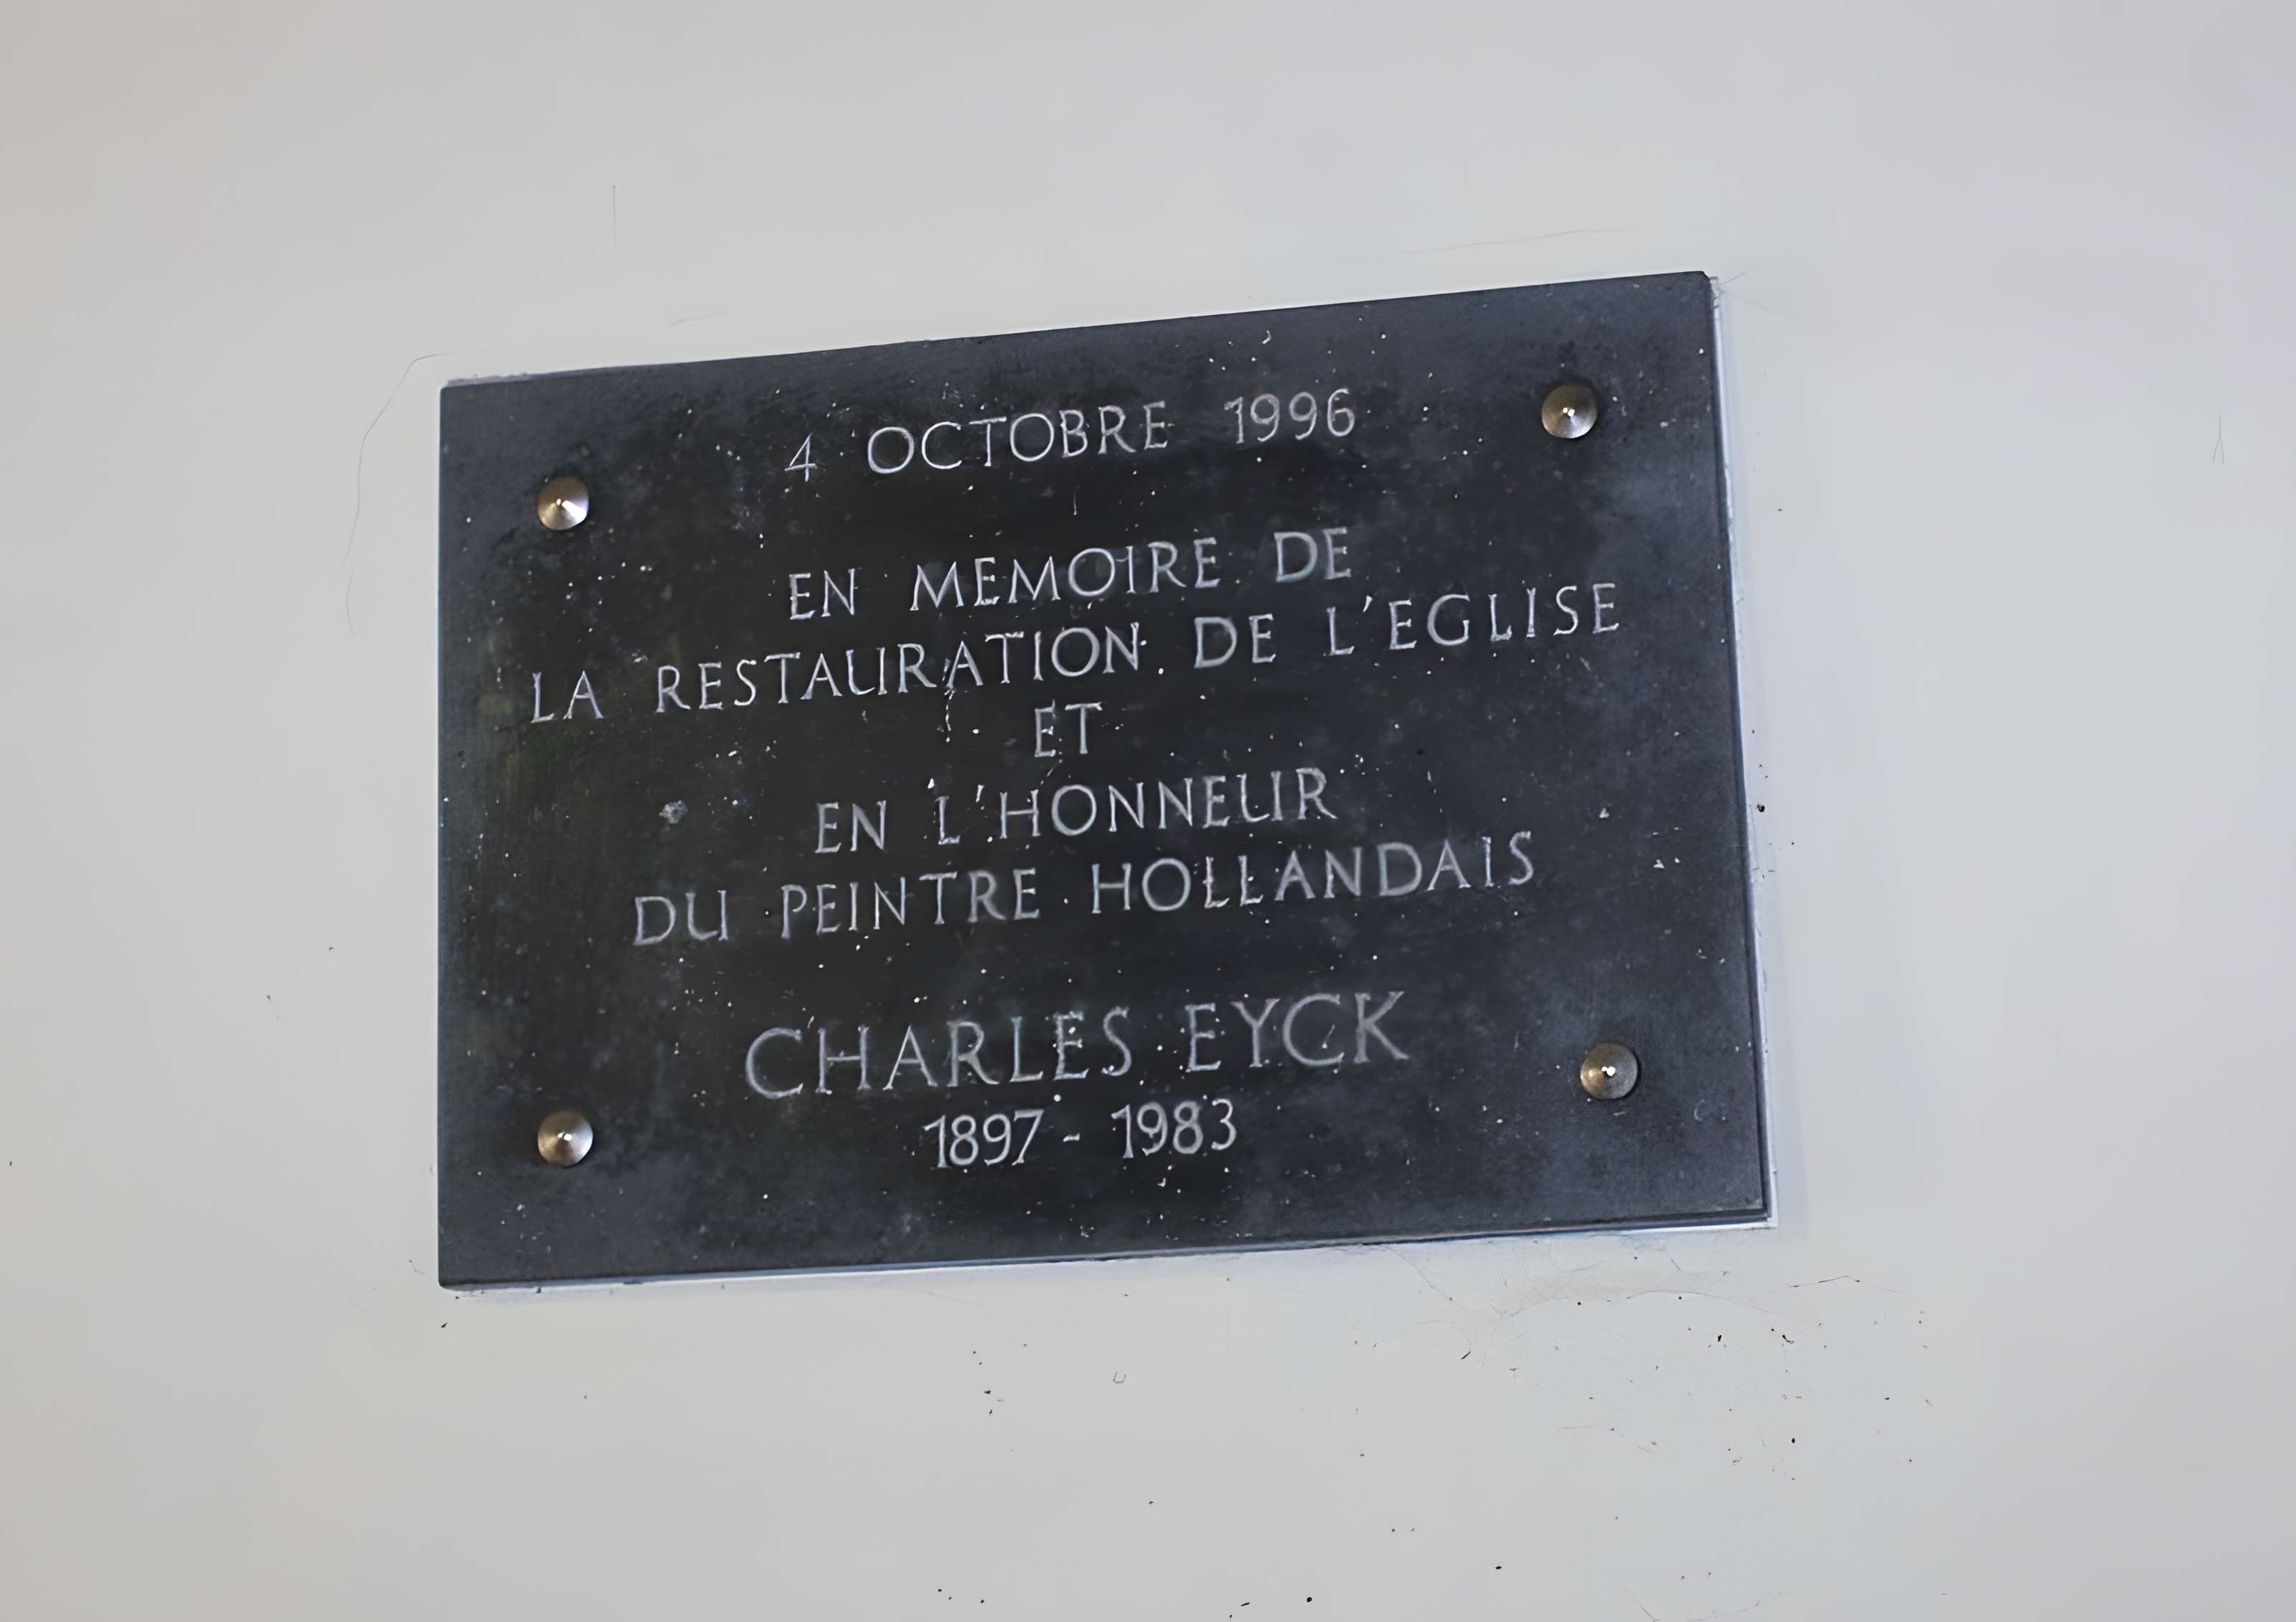 4 OCTOBRE 1996
EN MEMOIRE DE
LA RESTAURATION DE L'EGLISE
ET
EN L'HONNEUR
DU PEINTRE HOLLANDAIS
CHARLES EYCK
1897 - 1983